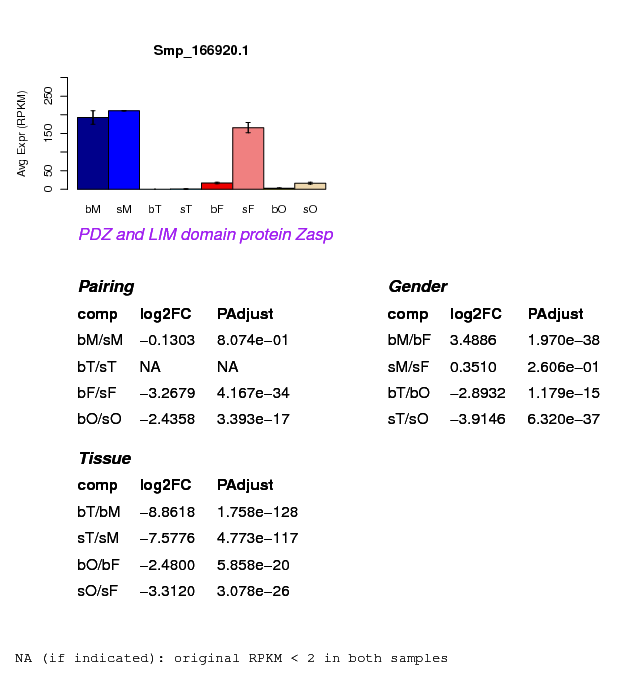 Smp_166920.1
Avg Expr (RPKM)
250
150
50
0
bM sM bT sT bF sF bO sO
PDZ and LIM domain protein Zasp
Pairing
comp log2FC PAdjust
bM/sM −0.1303 8.074e−01
bT/sT NA NA
bF/sF −3.2679 4.167e−34
bO/sO −2.4358 3.393e−17
Gender
comp log2FC PAdjust
bM/bF 3.4886 1.970e−38
sM/sF 0.3510 2.606e−01
bT/bO −2.8932 1.179e−15
sT/sO −3.9146 6.320e−37
Tissue
comp log2FC PAdjust
bT/bM −8.8618 1.758e−128
sT/sM −7.5776 4.773e−117
bO/bF −2.4800 5.858e−20
sO/sF −3.3120 3.078e−26
NA (if indicated): original RPKM < 2 in both samples